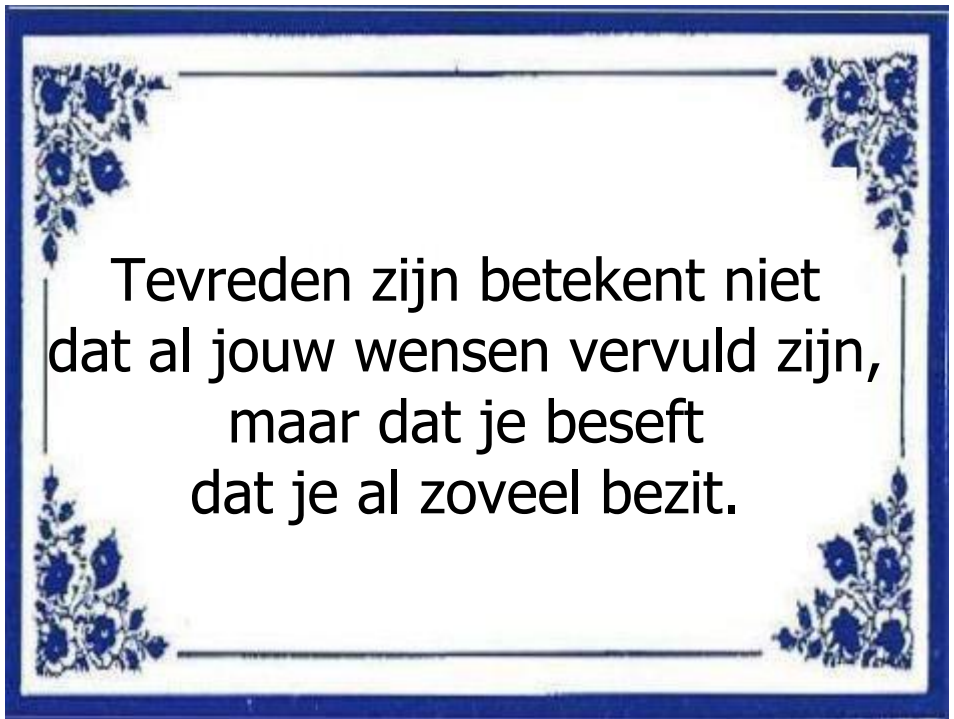 Tevreden zijn betekent niet
dat al jouw wensen vervuld zijn,
maar dat je beseft
dat je al zoveel bezit.